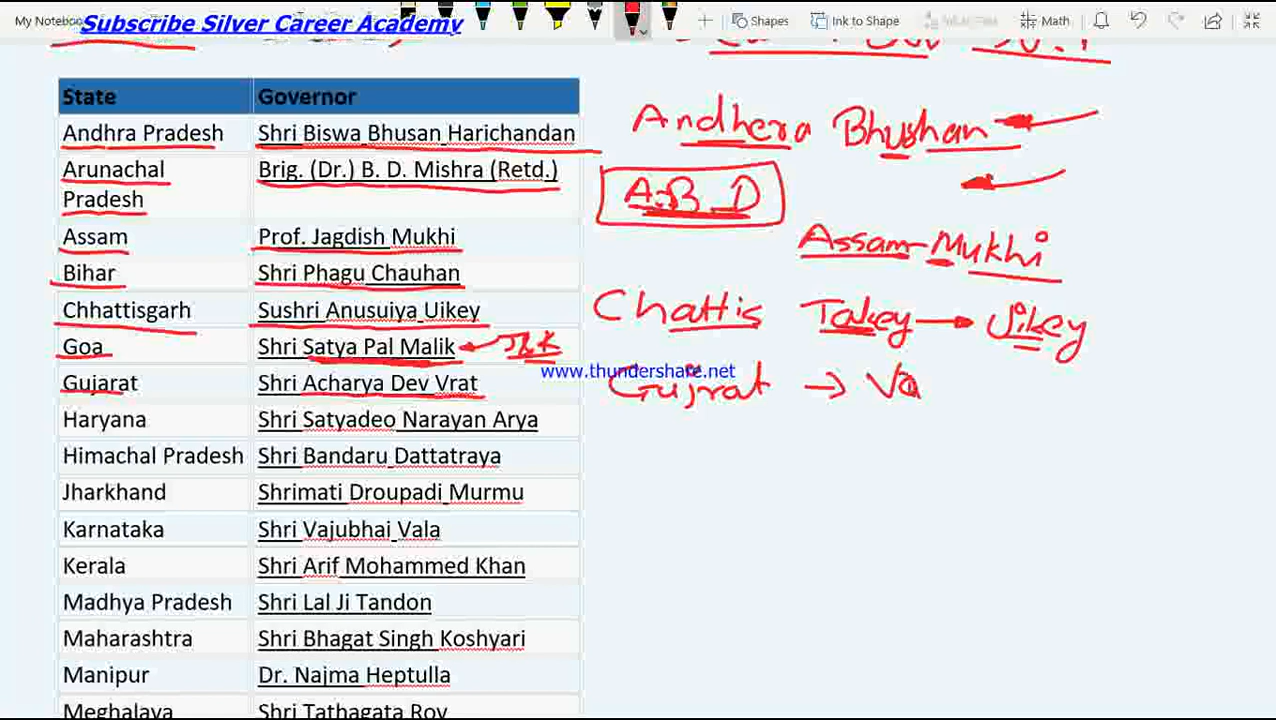 My Notebook
Subscribe Silver Career Academy
Shapes
Ink to Shape
Math
State Governor
Andhra Pradesh Shri Biswa Bhusan Harichandan
Andhera Bhushan
Arunachal Pradesh Brig. (Dr.) B. D. Mishra (Retd.)
A B D
Assam Prof. Jagdish Mukhi
Assam Mukhi
Bihar Shri Phagu Chauhan
Chhattisgarh Sushri Anusuiya Uikey
Chattis Takey → Uikey
Goa Shri Satya Pal Malik J&K
www.thundershare.net
Gujarat Shri Acharya Dev Vrat
Gujrat → Va
Haryana Shri Satyadeo Narayan Arya
Himachal Pradesh Shri Bandaru Dattatraya
Jharkhand Shrimati Droupadi Murmu
Karnataka Shri Vajubhai Vala
Kerala Shri Arif Mohammed Khan
Madhya Pradesh Shri Lal Ji Tandon
Maharashtra Shri Bhagat Singh Koshyari
Manipur Dr. Najma Heptulla
Meghalaya Shri Tathagata Roy